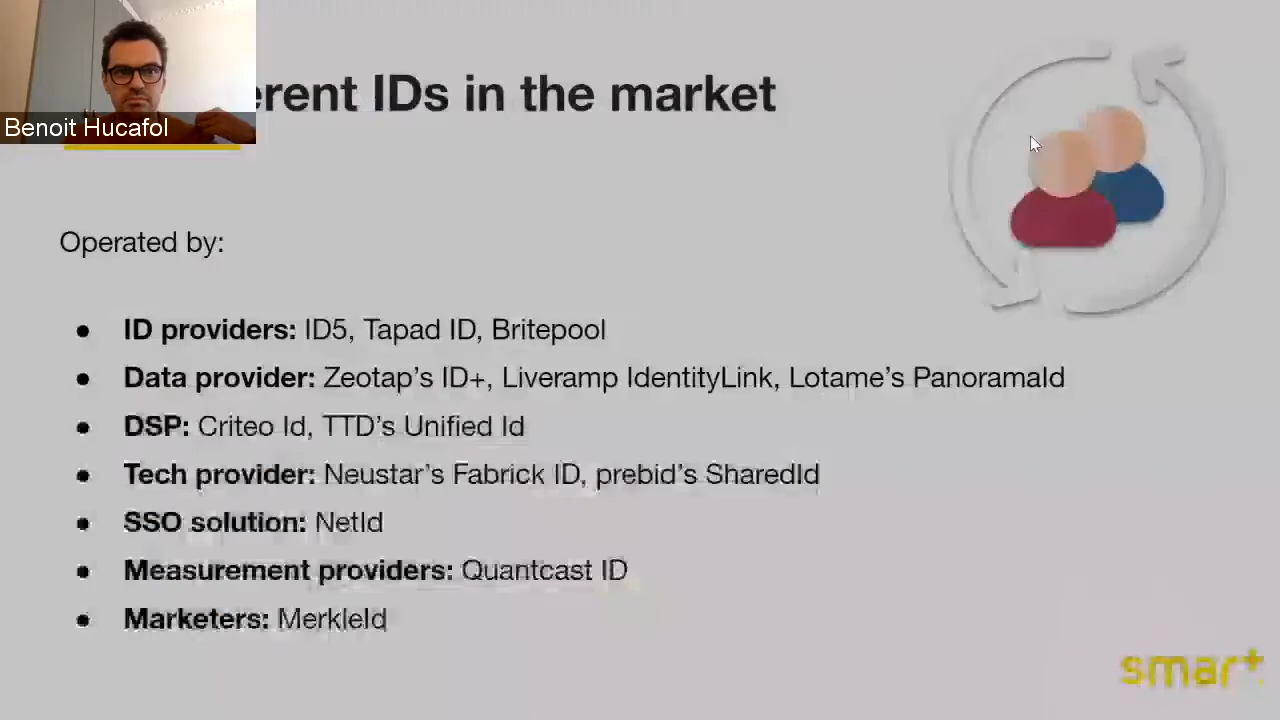 erent IDs in the market
Benoit Hucafol
Operated by:
● ID providers: ID5, Tapad ID, Britepool
● Data provider: Zeotap’s ID+, Liveramp IdentityLink, Lotame’s PanoramaId
● DSP: Criteo Id, TTD’s Unified Id
● Tech provider: Neustar’s Fabrick ID, prebid’s SharedId
● SSO solution: NetId
● Measurement providers: Quantcast ID
● Marketers: MerkleId
smart